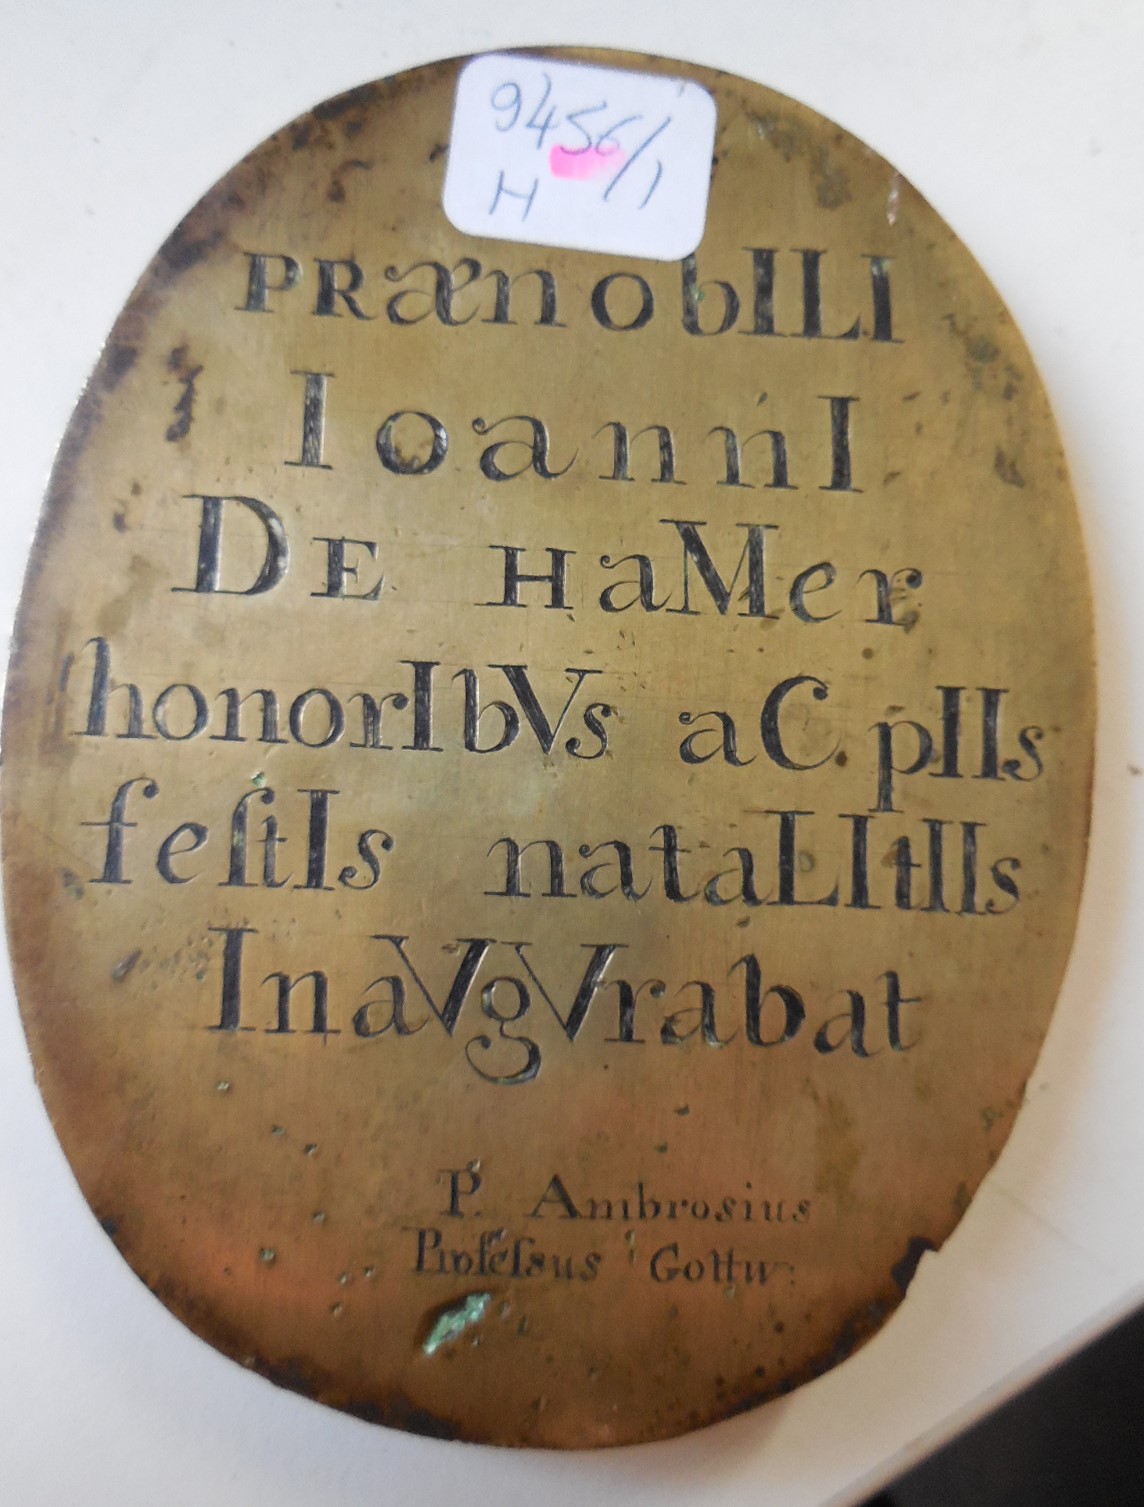 9456/1
H
PRænobILI
IoannI
DE HaMer
honorIbVs aC pIIs
feſtIs nataLItIIs
InaVgVrabat
P. Ambrosius
Profeſsus Gottw: